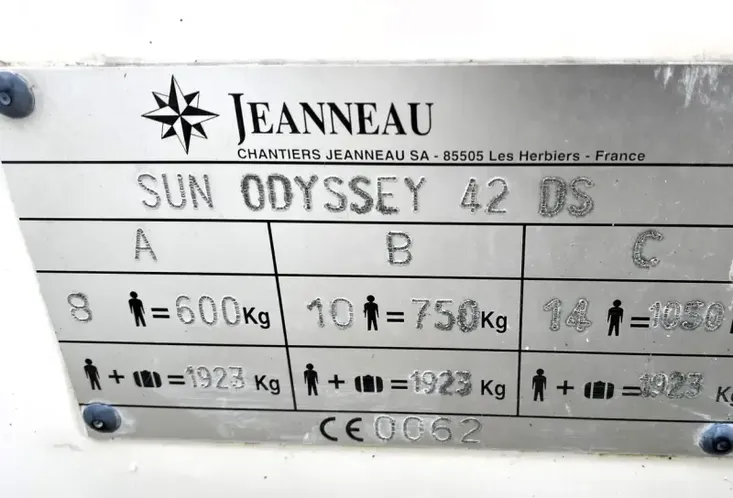 JEANNEAU
CHANTIERS JEANNEAU SA - 85505 Les Herbiers - France
SUN ODYSSEY 42 DS
A B C
8 =600Kg 10 =750Kg 14 =1050
+ =1923 Kg + =1923 Kg + =1923 Kg
CE 0062